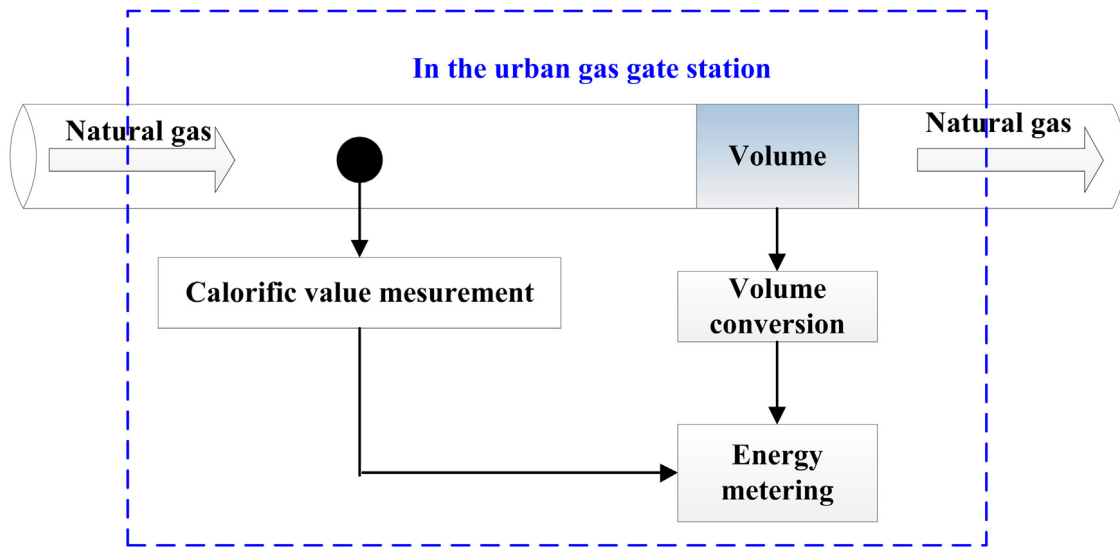 In the urban gas gate station
Natural gas
Volume
Natural gas
Calorific value mesurement
Volume
conversion
Energy
metering